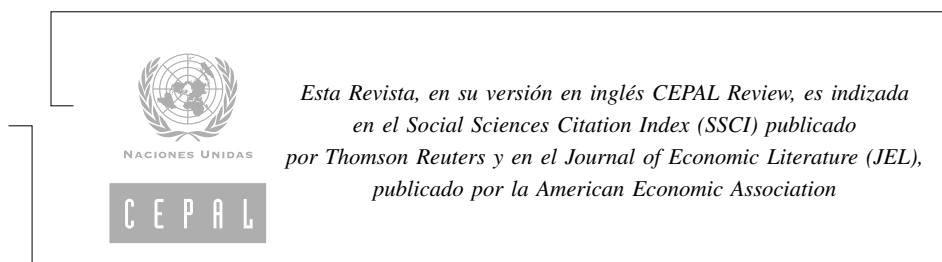 Esta Revista, en su versión en inglés CEPAL Review, es indizada
en el Social Sciences Citation Index (SSCI) publicado
por Thomson Reuters y en el Journal of Economic Literature (JEL),
publicado por la American Economic Association
NACIONES UNIDAS
CEPAL